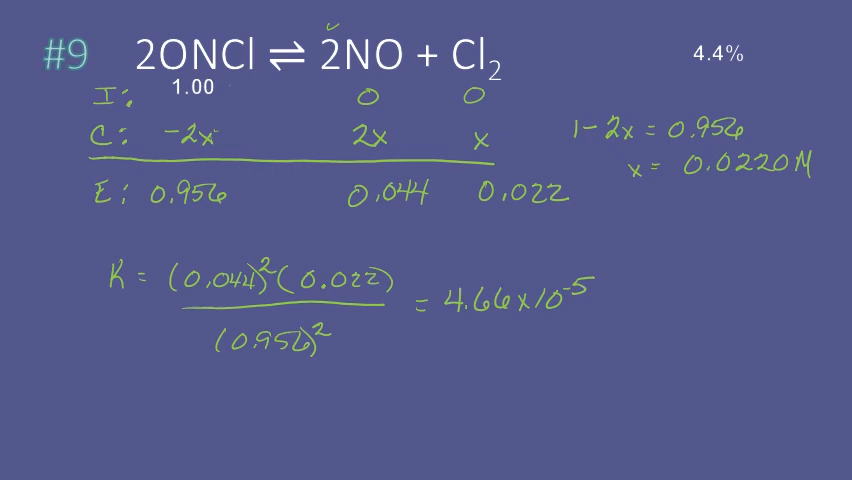 #9 2ONCl ⇌ 2NO + Cl₂ 4.4%
1.00
I: 0 0
C: -2x 2x x
1-2x = 0.956
x = 0.0220M
E: 0.956 0.044 0.022
K = (0.044)²(0.022)
= 4.66x10⁻⁵
(0.956)²